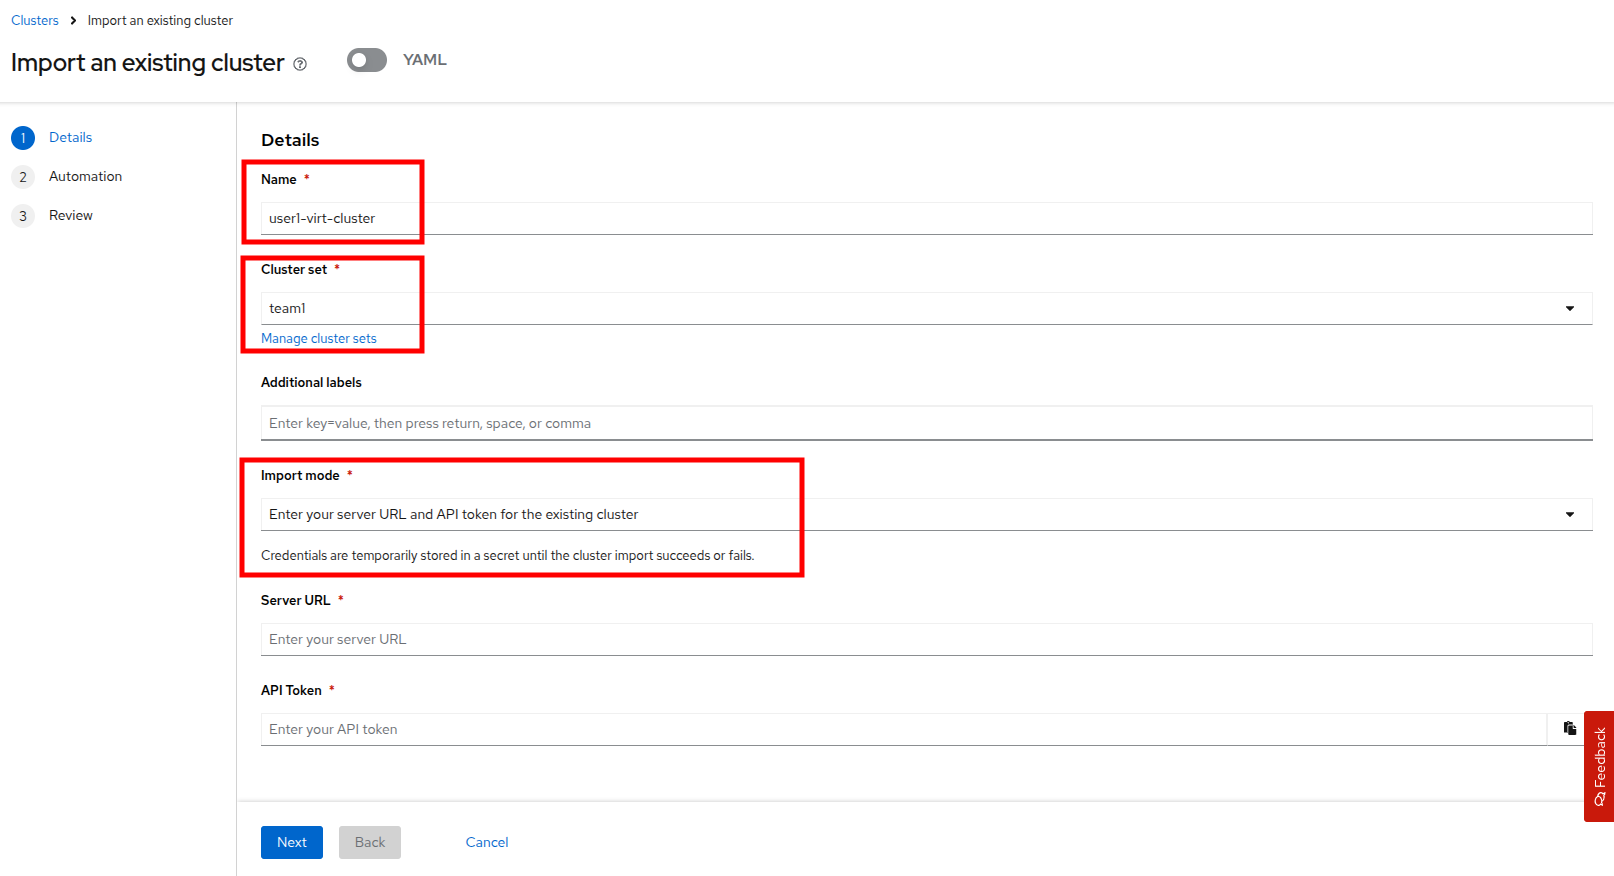 Clusters > Import an existing cluster
Import an existing cluster
YAML
1 Details
2 Automation
3 Review
Details
Name *
user1-virt-cluster
Cluster set *
team1
Manage cluster sets
Additional labels
Enter key=value, then press return, space, or comma
Import mode *
Enter your server URL and API token for the existing cluster
Credentials are temporarily stored in a secret until the cluster import succeeds or fails.
Server URL *
Enter your server URL
API Token *
Enter your API token
Feedback
Next Back Cancel